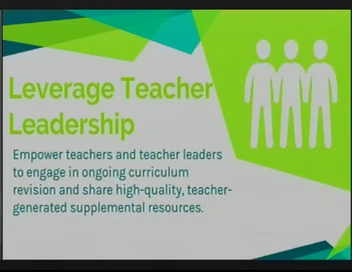 Leverage Teacher
Leadership
Empower teachers and teacher leaders
to engage in ongoing curriculum
revision and share high-quality, teacher-
generated supplemental resources.